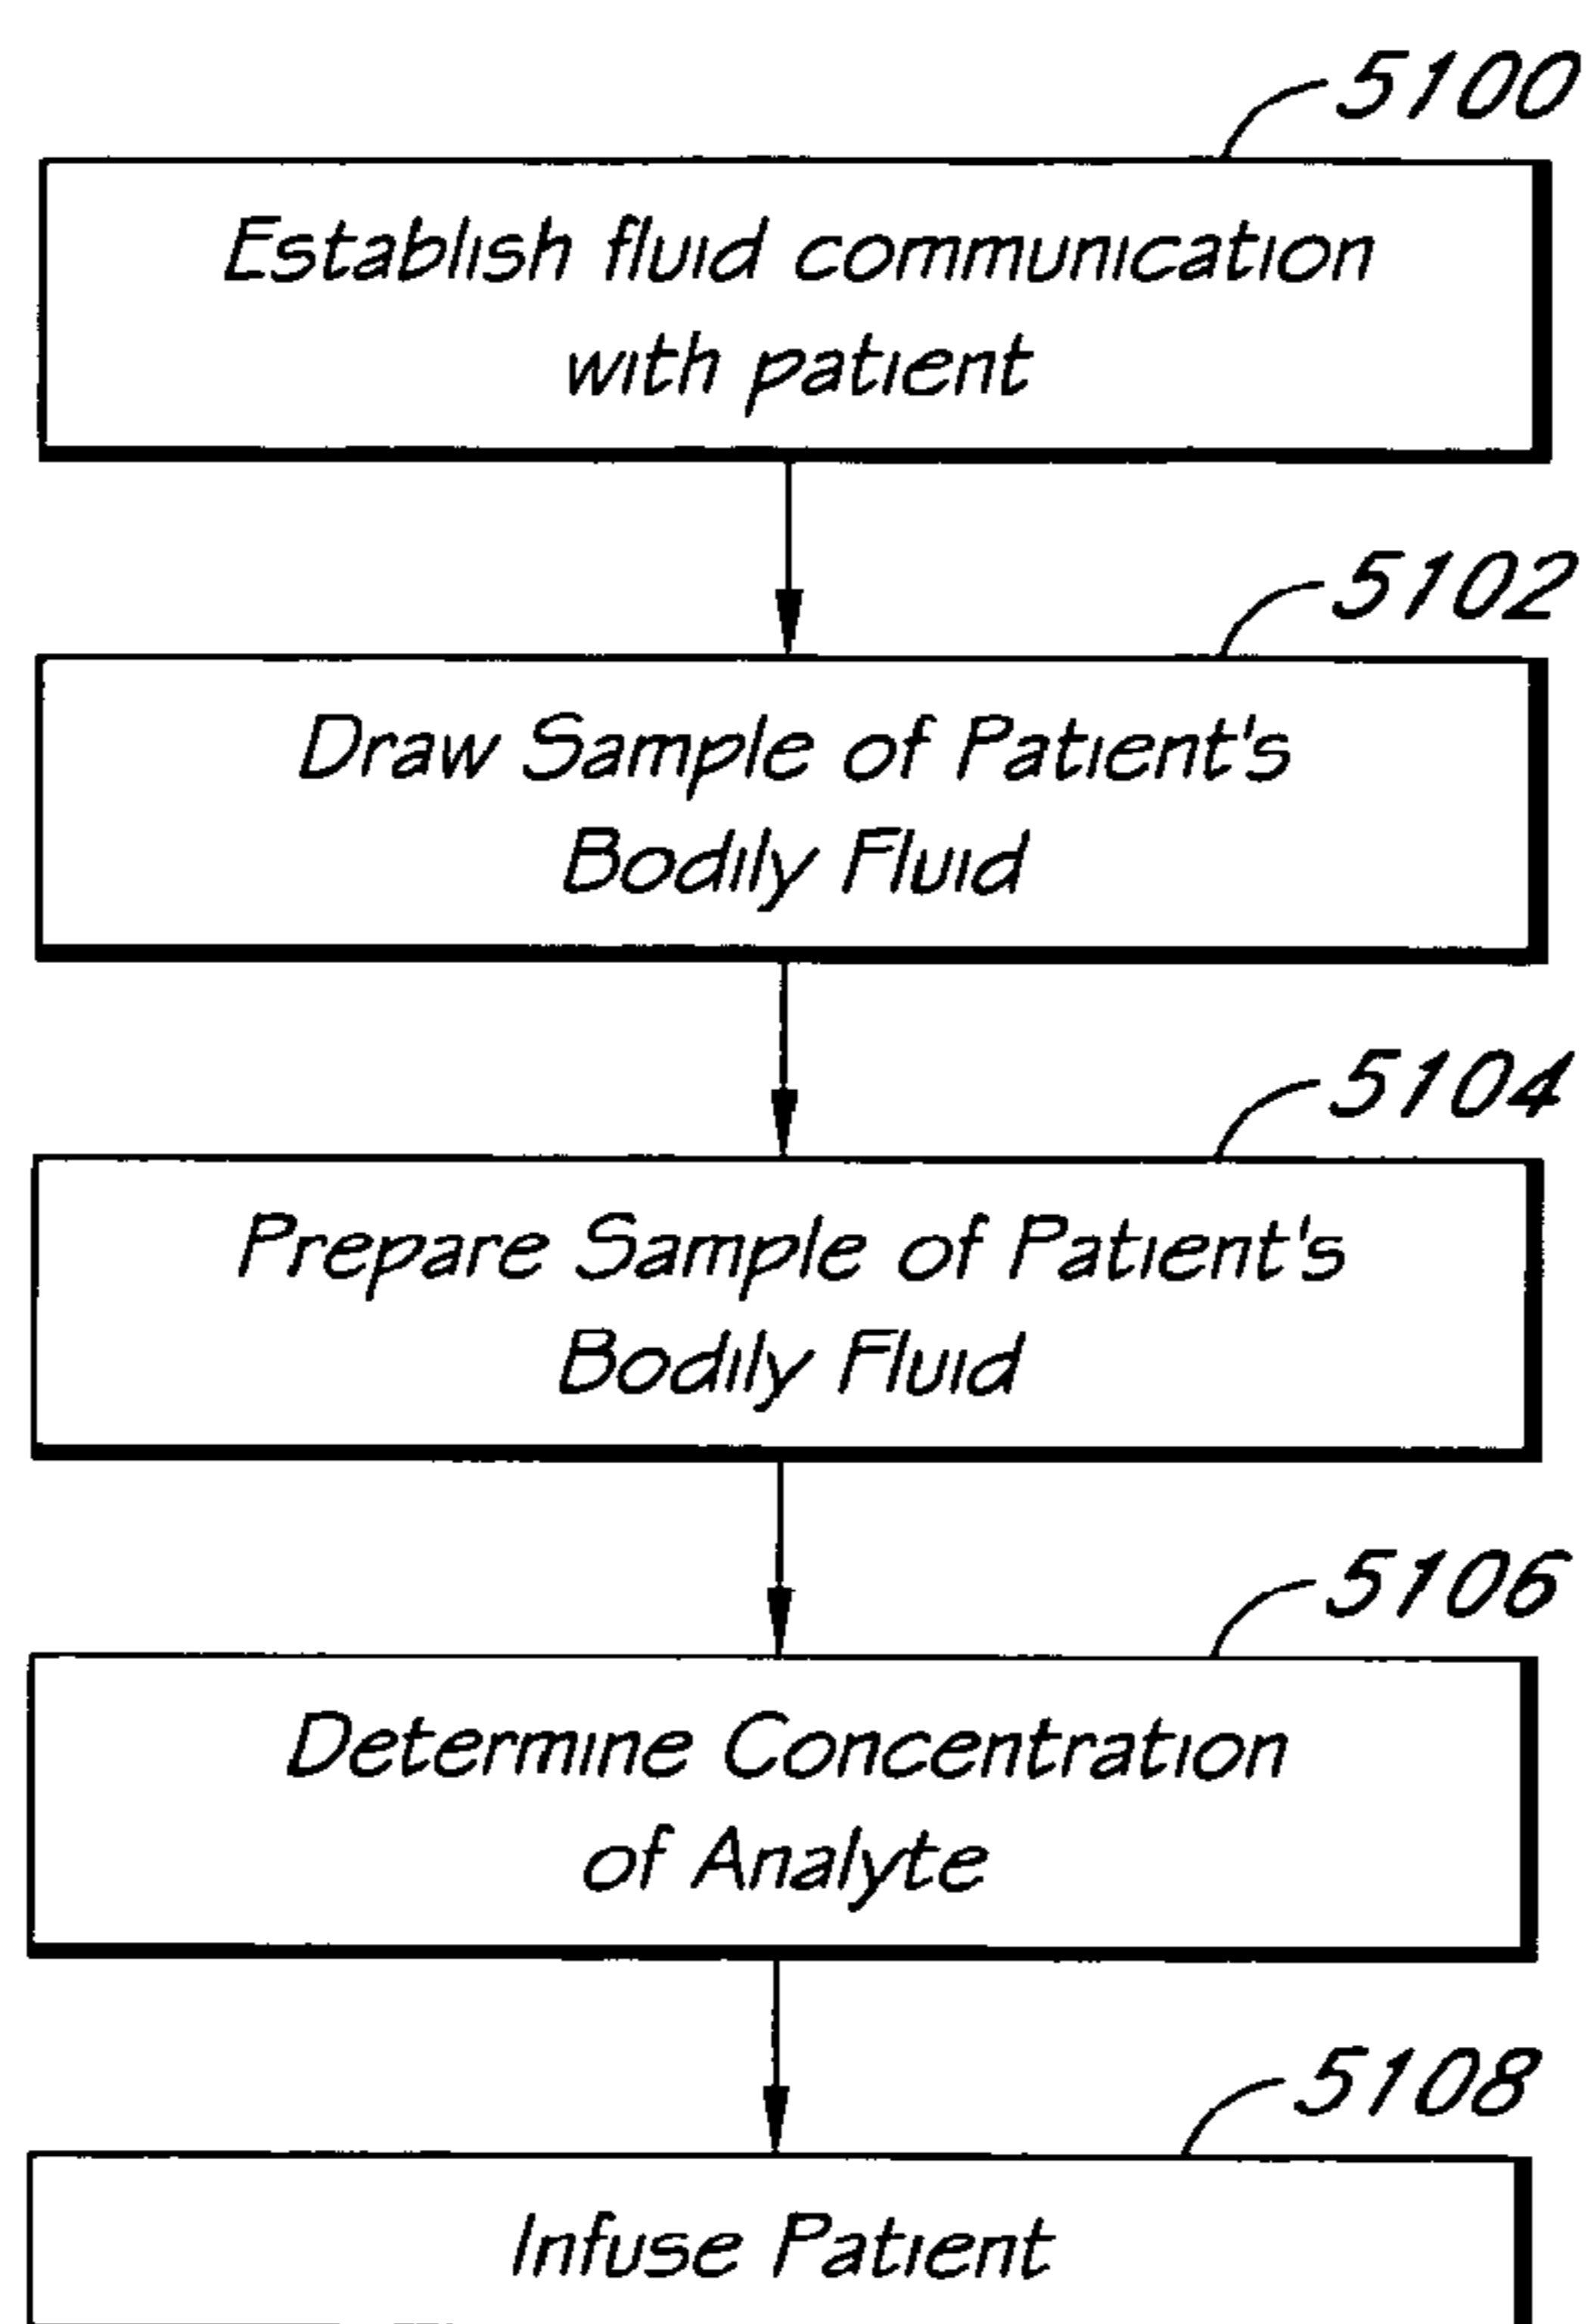 5100
Establish fluid communication
with patient
5102
Draw Sample of Patient's
Bodily Fluid
5104
Prepare Sample of Patient's
Bodily Fluid
5106
Determine Concentration
of Analyte
5108
Infuse Patient